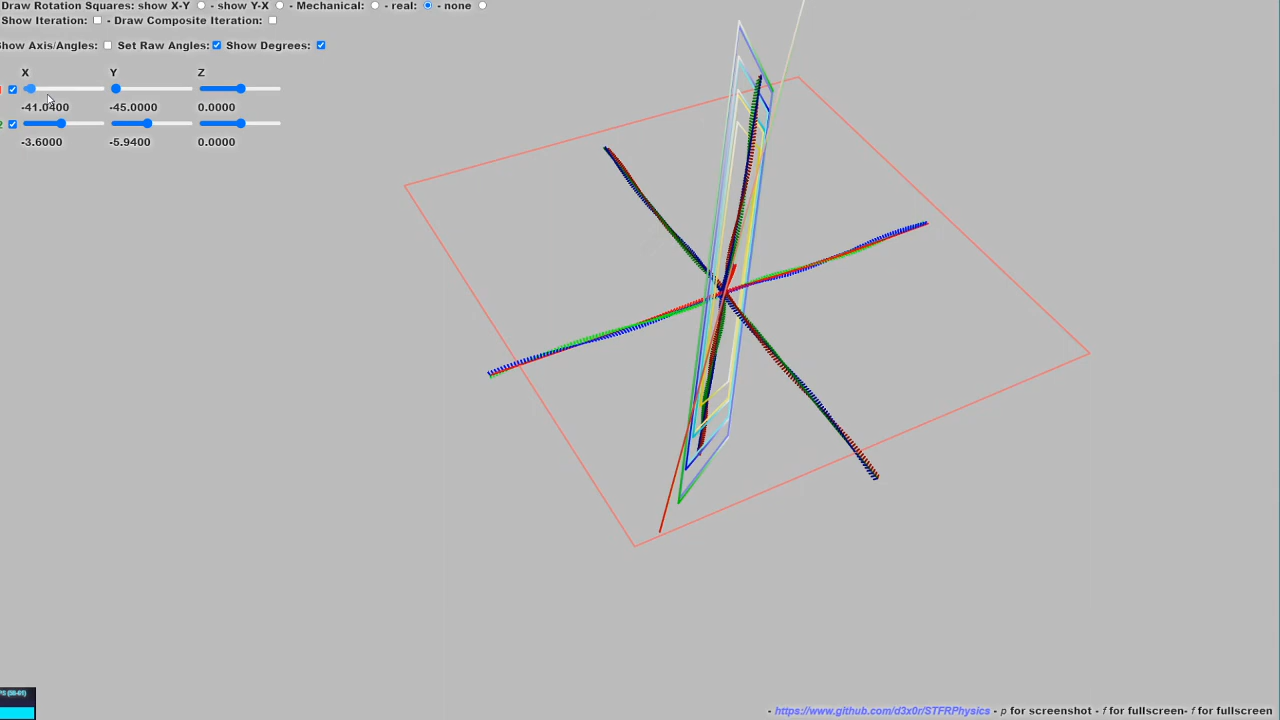 Draw Rotation Squares: show X-Y - show Y-X - Mechanical: - real: - none
Show Iteration: - Draw Composite Iteration:
Show Axis/Angles: Set Raw Angles: Show Degrees:
X Y Z
-41.0400 -45.0000 0.0000
-3.6000 -5.9400 0.0000
- https://www.github.com/d3x0r/STFRPhysics - p for screenshot - f for fullscreen- f for fullscreen